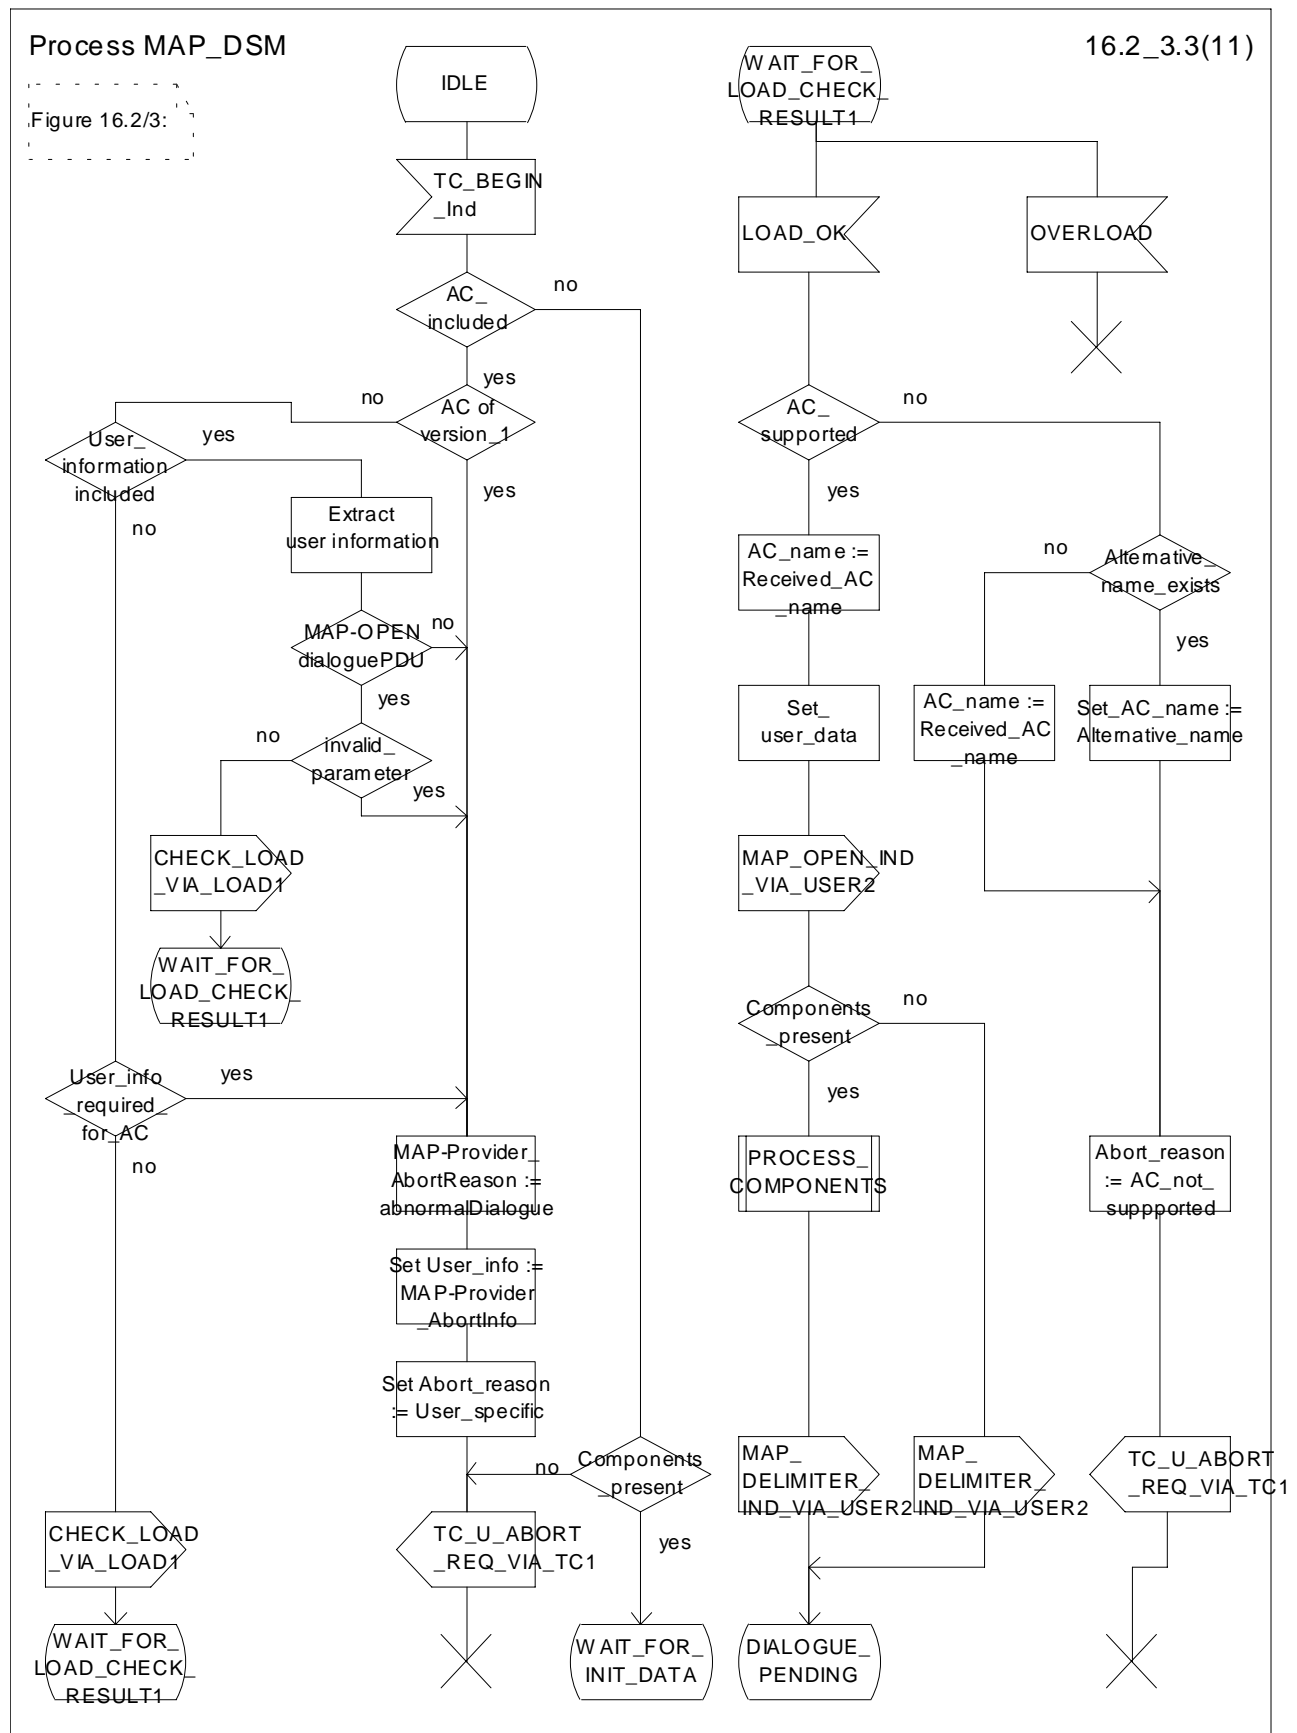 Process MAP_DSM
16.2_3.3(11)
Figure 16.2/3:
IDLE
TC_BEGIN
_Ind
AC_
included
no
yes
AC of
version_1
no
yes
User_
information
included
yes
no
Extract
user information
MAP-OPEN
dialoguePDU
no
yes
invalid_
parameter
no
yes
CHECK_LOAD
_VIA_LOAD1
WAIT_FOR_
LOAD_CHECK_
RESULT1
User_info
_required_
for_AC
yes
no
MAP-Provider_
AbortReason :=
abnormalDialogue
Set User_info :=
MAP-Provider
_AbortInfo
Set Abort_reason
:= User_specific
Components
_present
no
yes
CHECK_LOAD
_VIA_LOAD1
TC_U_ABORT
_REQ_VIA_TC1
WAIT_FOR_
LOAD_CHECK_
RESULT1
WAIT_FOR_
INIT_DATA
WAIT_FOR_
LOAD_CHECK_
RESULT1
LOAD_OK
OVERLOAD
AC_
supported
no
yes
AC_name :=
Received_AC
_name
Alternative_
name_exists
no
yes
Set_
user_data
AC_name :=
Received_AC
_name
Set_AC_name :=
Alternative_name
MAP_OPEN_IND
_VIA_USER2
Components
_present
no
yes
PROCESS_
COMPONENTS
Abort_reason
:= AC_not_
suppported
MAP_
DELIMITER_
IND_VIA_USER2
MAP_
DELIMITER_
IND_VIA_USER2
TC_U_ABORT
_REQ_VIA_TC1
DIALOGUE_
PENDING